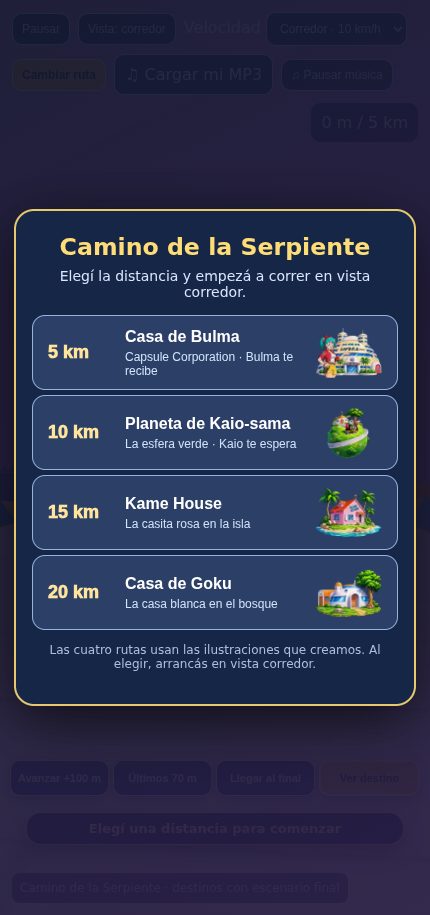 Pausar
Vista: corredor
Velocidad
Corredor · 10 km/h
Cambiar ruta
♫ Cargar mi MP3
♫ Pausar música
0 m / 5 km
Camino de la Serpiente
Elegí la distancia y empezá a correr en vista
corredor.
5 km
Casa de Bulma
Capsule Corporation · Bulma te
recibe
10 km
Planeta de Kaio-sama
La esfera verde · Kaio te espera
15 km
Kame House
La casita rosa en la isla
20 km
Casa de Goku
La casa blanca en el bosque
Las cuatro rutas usan las ilustraciones que creamos. Al
elegir, arrancás en vista corredor.
Avanzar +100 m
Últimos 70 m
Llegar al final
Ver destino
Elegí una distancia para comenzar
Camino de la Serpiente · destinos con escenario final